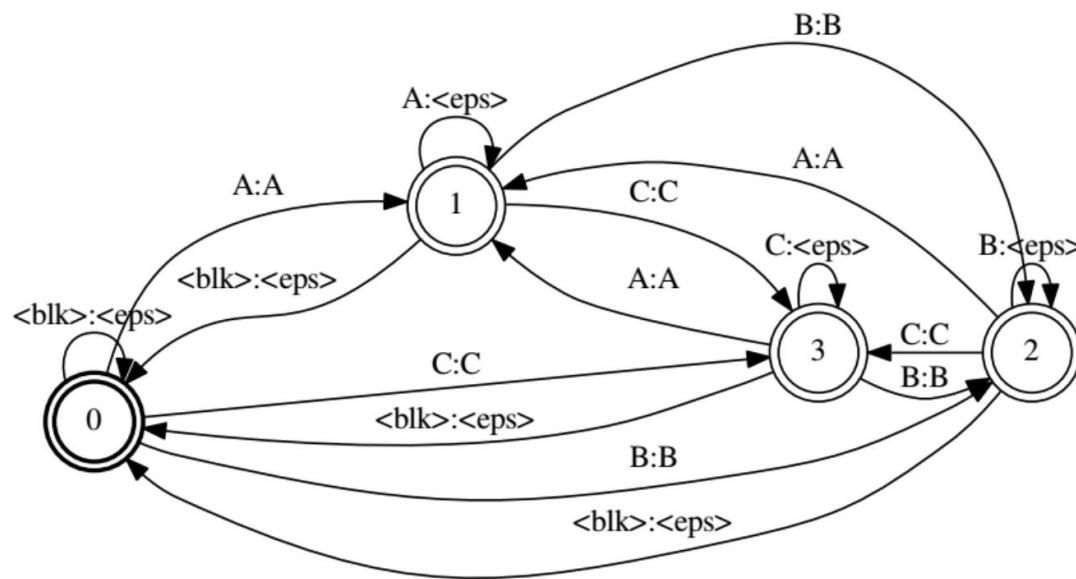 B:B
A:<eps>
A:A
A:A
1
C:C
<blk>:<eps>
C:<eps>
B:<eps>
A:A
<blk>:<eps>
3
C:C
2
C:C
B:B
0
<blk>:<eps>
B:B
<blk>:<eps>